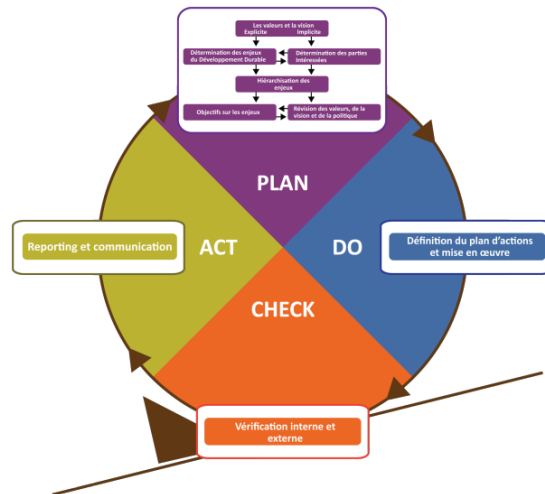 Les valeurs et la vision
Explicite Implicite
Détermination des enjeux
du Développement Durable
Détermination des parties
intéressées
Hiérarchisation des
enjeux
Objectifs sur les enjeux
Révision des valeurs, de la
vision et de la politique
PLAN
DO
Définition du plan d'actions
et mise en œuvre
CHECK
Vérification interne et
externe
ACT
Reporting et communication